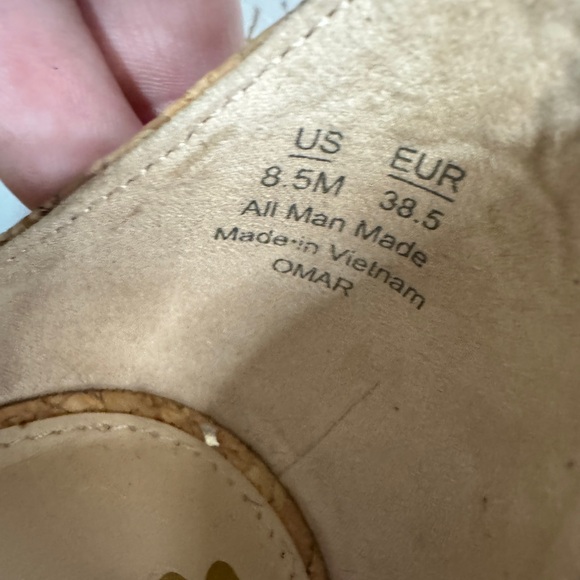 US EUR
8.5M 38.5
All Man Made
Made in Vietnam
OMAR